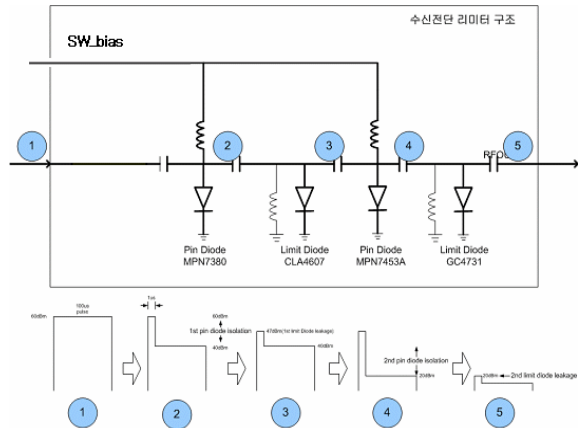 수신전단 리미터 구조
SW_bias
1
2
3
4
5
RFOU
Pin Diode
MPN7380
Limit Diode
CLA4607
Pin Diode
MPN7453A
Limit Diode
GC4731
60dBm
100us
pulse
1us
60dBm
1st pin diode isolation
40dBm
47dBm(1st limit Diode leakage)
40dBm
2nd pin diode isolation
20dBm
20dBm
2nd limit diode leakage
1
2
3
4
5